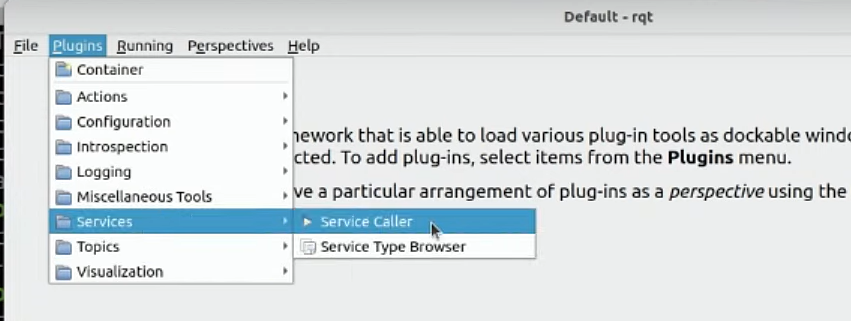 Default - rqt
File Plugins Running Perspectives Help
Container
Actions
Configuration
nework that is able to load various plug-in tools as dockable windo
Introspection
cted. To add plug-ins, select items from the Plugins menu.
Logging
ve a particular arrangement of plug-ins as a perspective using the
Miscellaneous Tools
Services
Service Caller
Topics
Service Type Browser
Visualization